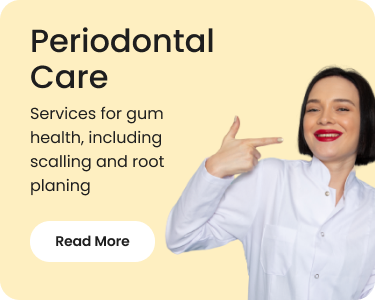 Periodontal
Care
Services for gum
health, including
scalling and root
planing
Read More